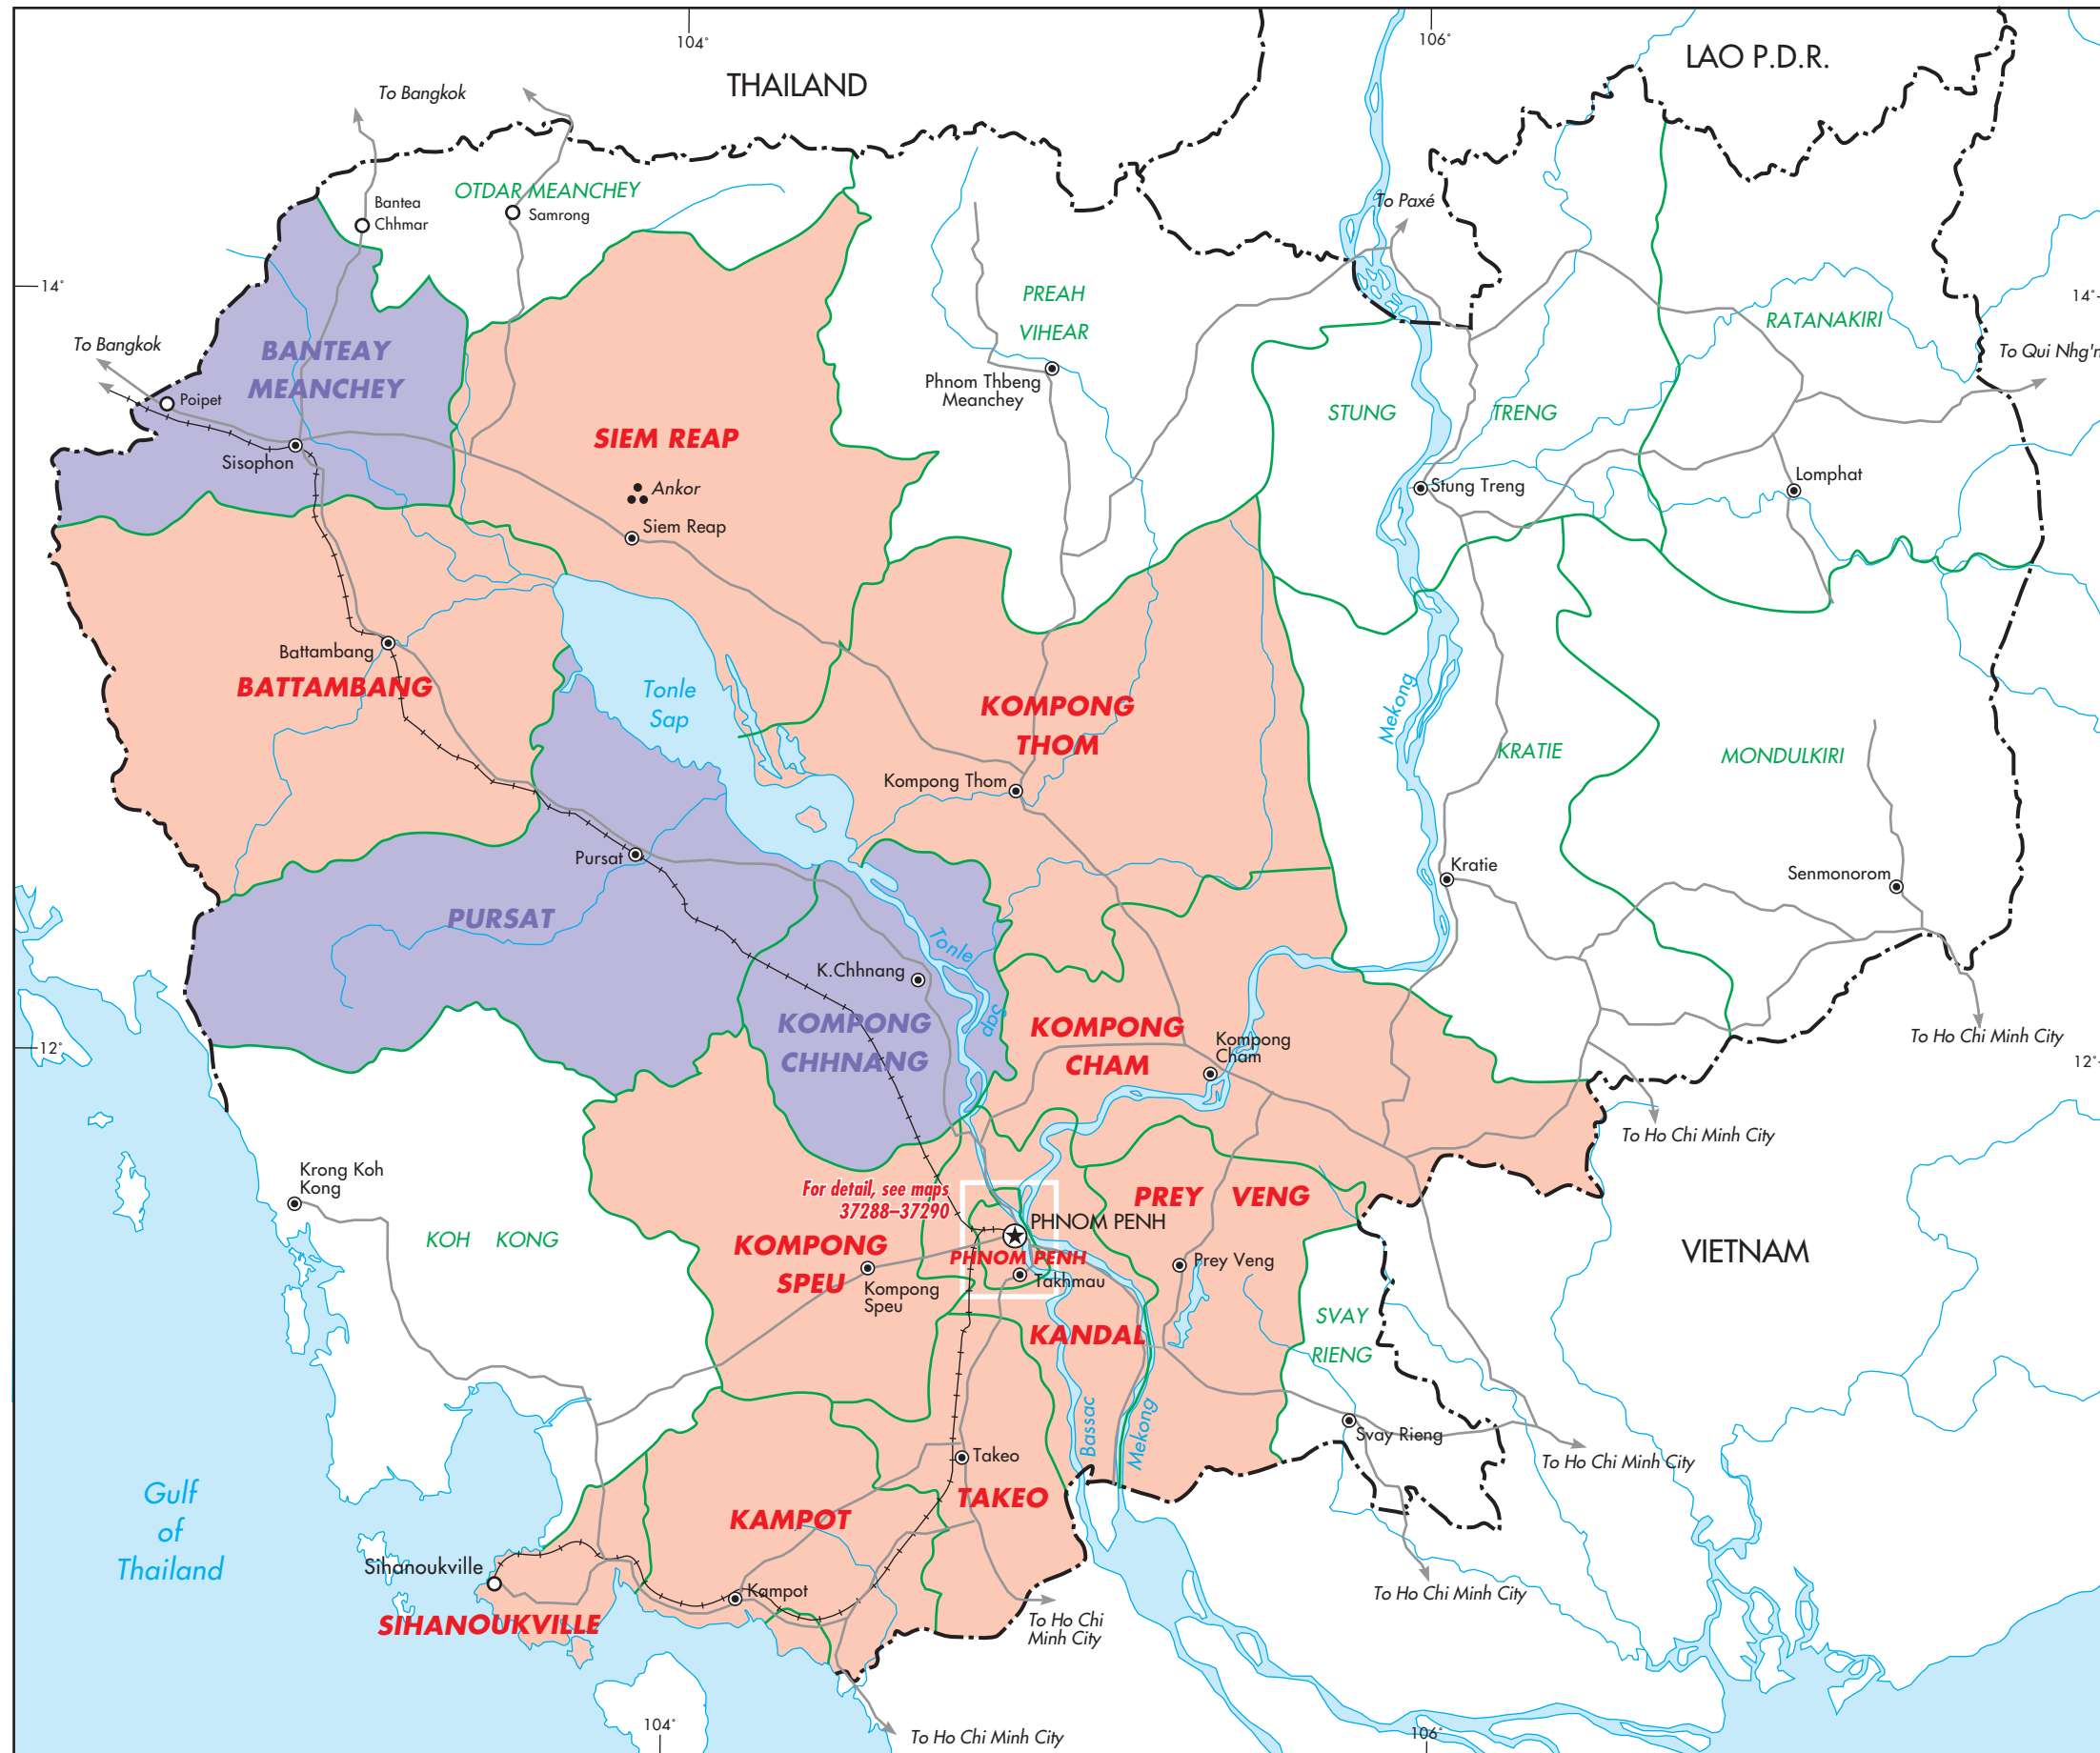 104°
106°
THAILAND
LAO P.D.R.
To Bangkok
OTDAR MEANCHEY
Bantea
Chhmar
Samrong
To Paxé
14°
14°
PREAH
VIHEAR
RATANAKIRI
To Bangkok
BANTEAY
MEANCHEY
To Qui Nhg'n
Poipet
Phnom Thbeng
Meanchey
STUNG TRENG
Sisophon
SIEM REAP
Ankor
Siem Reap
Stung Treng
Lomphat
Battambang
BATTAMBANG
Tonle
Sap
KOMPONG
THOM
Mekong
KRATIE
MONDULKIRI
Kompong Thom
Pursat
Kratie
Senmonorom
PURSAT
Tonle
Sap
K.Chhnang
KOMPONG
CHHNANG
KOMPONG
CHAM
Kompong
Cham
12°
12°
To Ho Chi Minh City
To Ho Chi Minh City
Krong Koh
Kong
For detail, see maps
37288–37290
PREY VENG
KOH KONG
PHNOM PENH
KOMPONG
SPEU
PHNOM PENH
Takhmau
Prey Veng
VIETNAM
Kompong
Speu
KANDAL
SVAY
RIENG
Bassac
Mekong
Svay Rieng
To Ho Chi Minh City
Takeo
TAKEO
Gulf
of
Thailand
KAMPOT
Sihanoukville
Kampot
SIHANOUKVILLE
To Ho Chi
Minh City
To Ho Chi Minh City
104°
To Ho Chi Minh City
106°